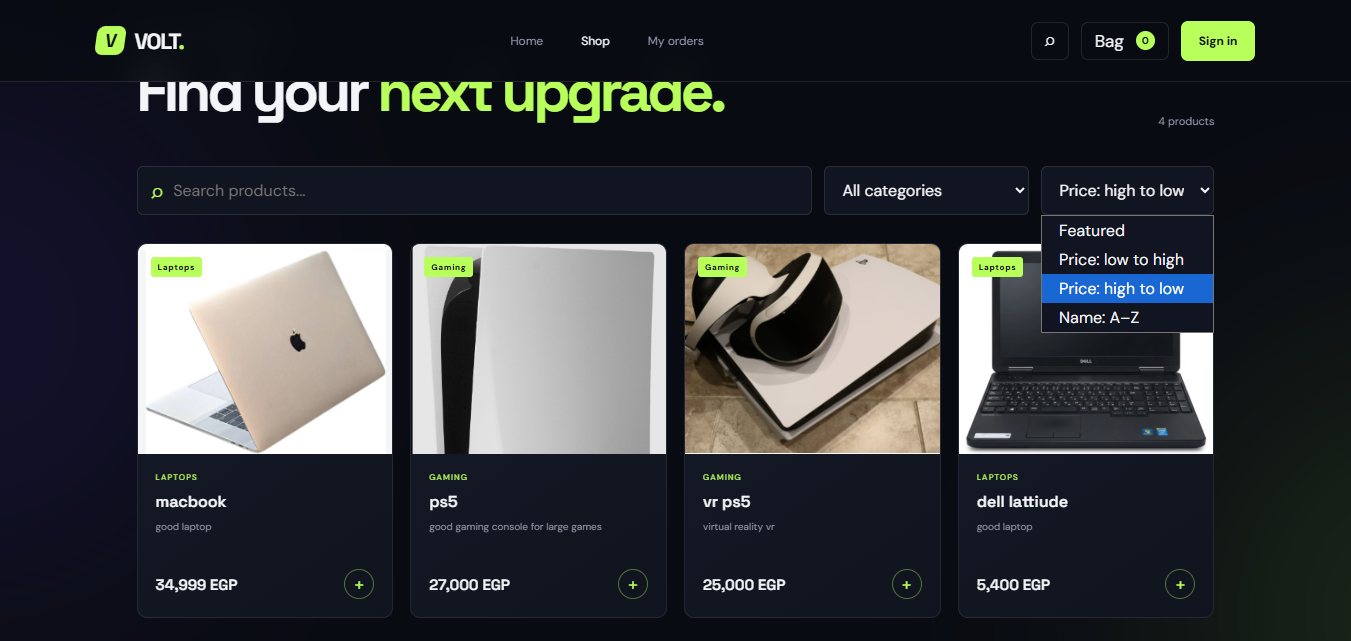 V VOLT.
Home
Shop
My orders
Bag 0
Sign in
Find your next upgrade.
4 products
Search products...
All categories
Price: high to low
Featured
Price: low to high
Price: high to low
Name: A–Z
Laptops
LAPTOPS
macbook
good laptop
34,999 EGP
+
Gaming
GAMING
ps5
good gaming console for large games
27,000 EGP
+
Gaming
GAMING
vr ps5
virtual reality vr
25,000 EGP
+
Laptops
DELL
LAPTOPS
dell lattiude
good laptop
5,400 EGP
+